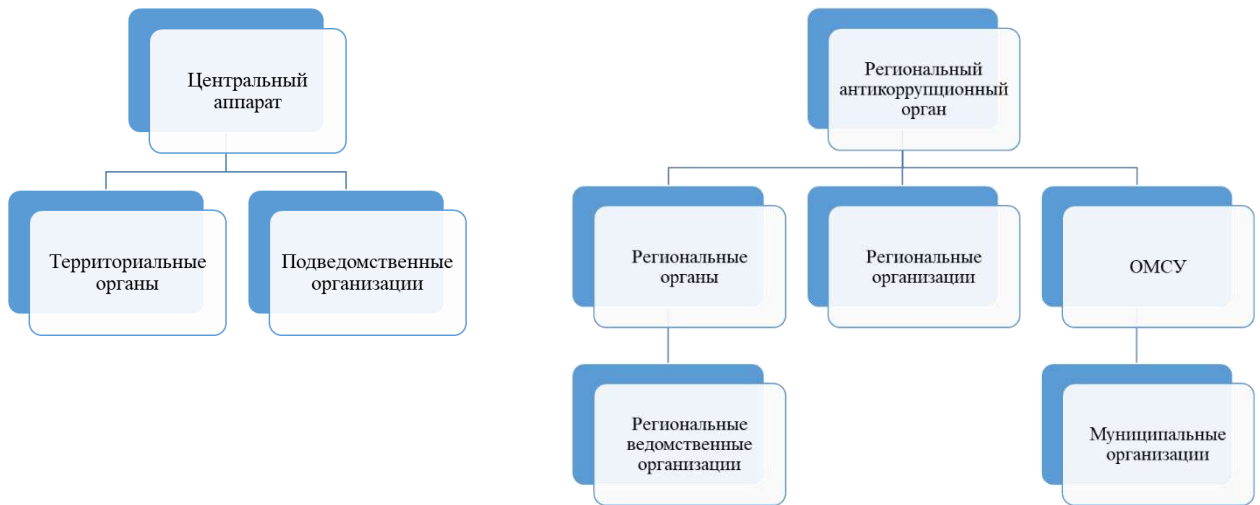 Центральный
аппарат
Территориальные
органы
Подведомственные
организации
Региональный
антикоррупционный
орган
Региональные
органы
Региональные
организации
ОМСУ
Региональные
ведомственные
организации
Муниципальные
организации